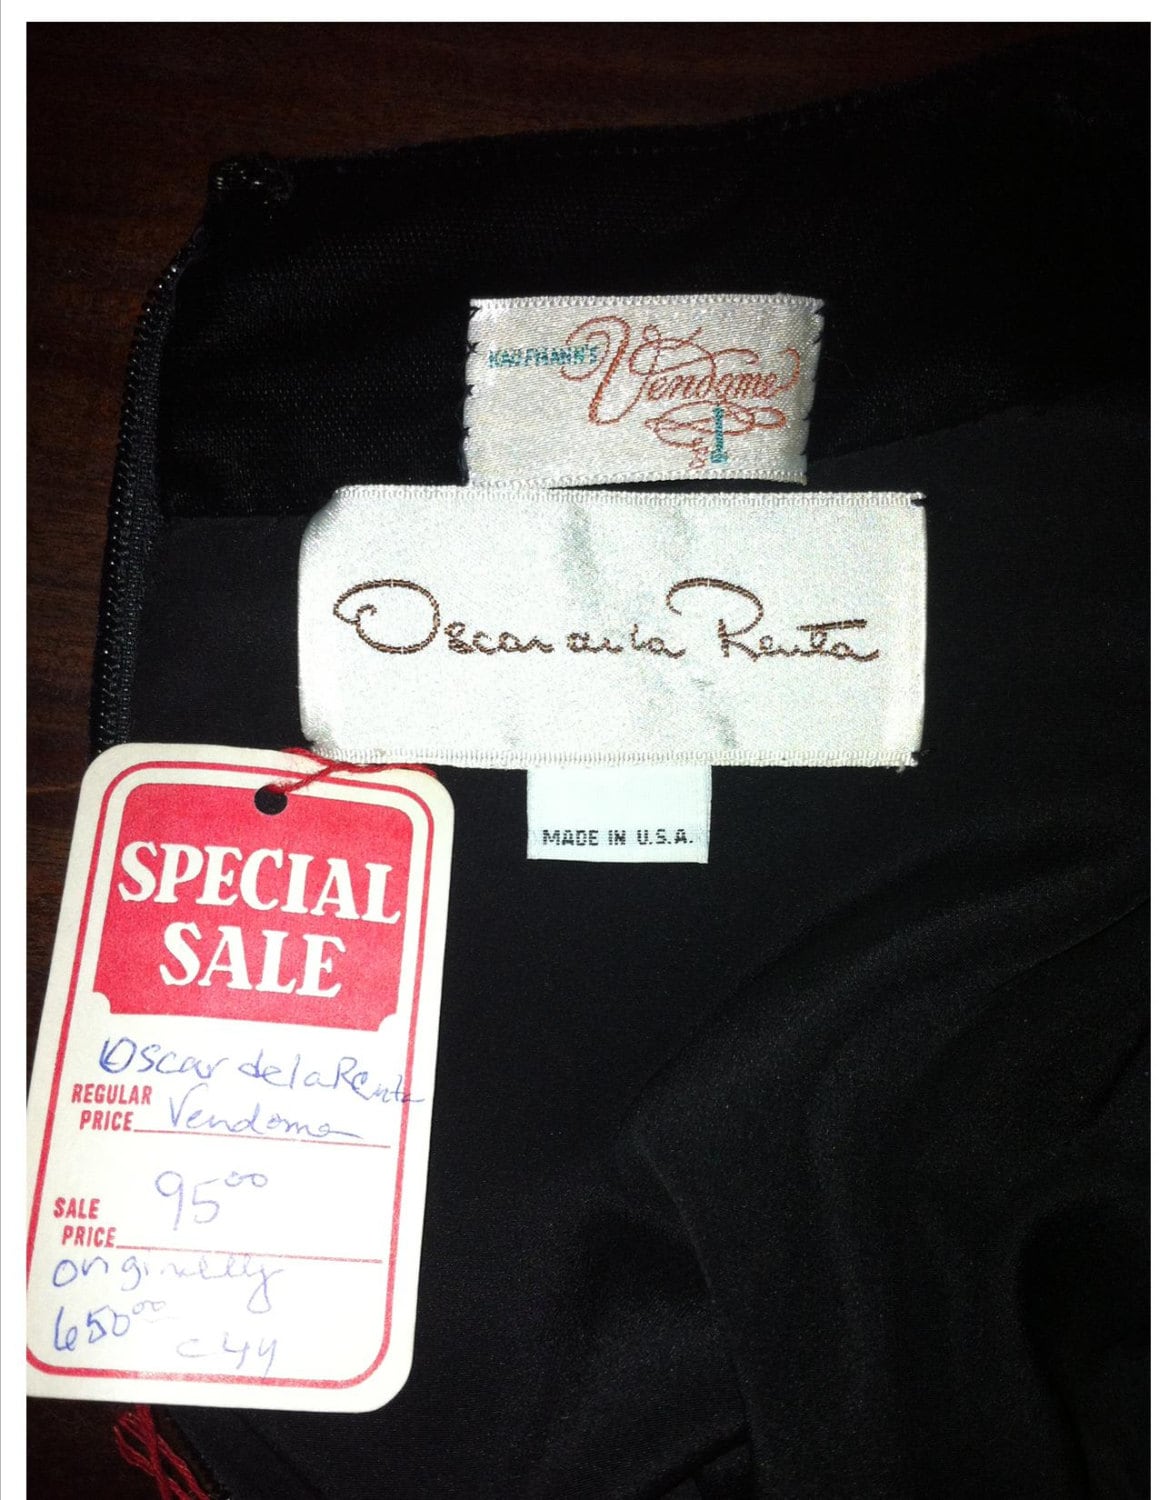 KAUFMANN'S Vendome
Oscar de la Renta
MADE IN U.S.A.
SPECIAL
SALE
Oscar de la Renta
REGULAR
PRICE Vendome
95.00
SALE
PRICE
originally
650.00
C44